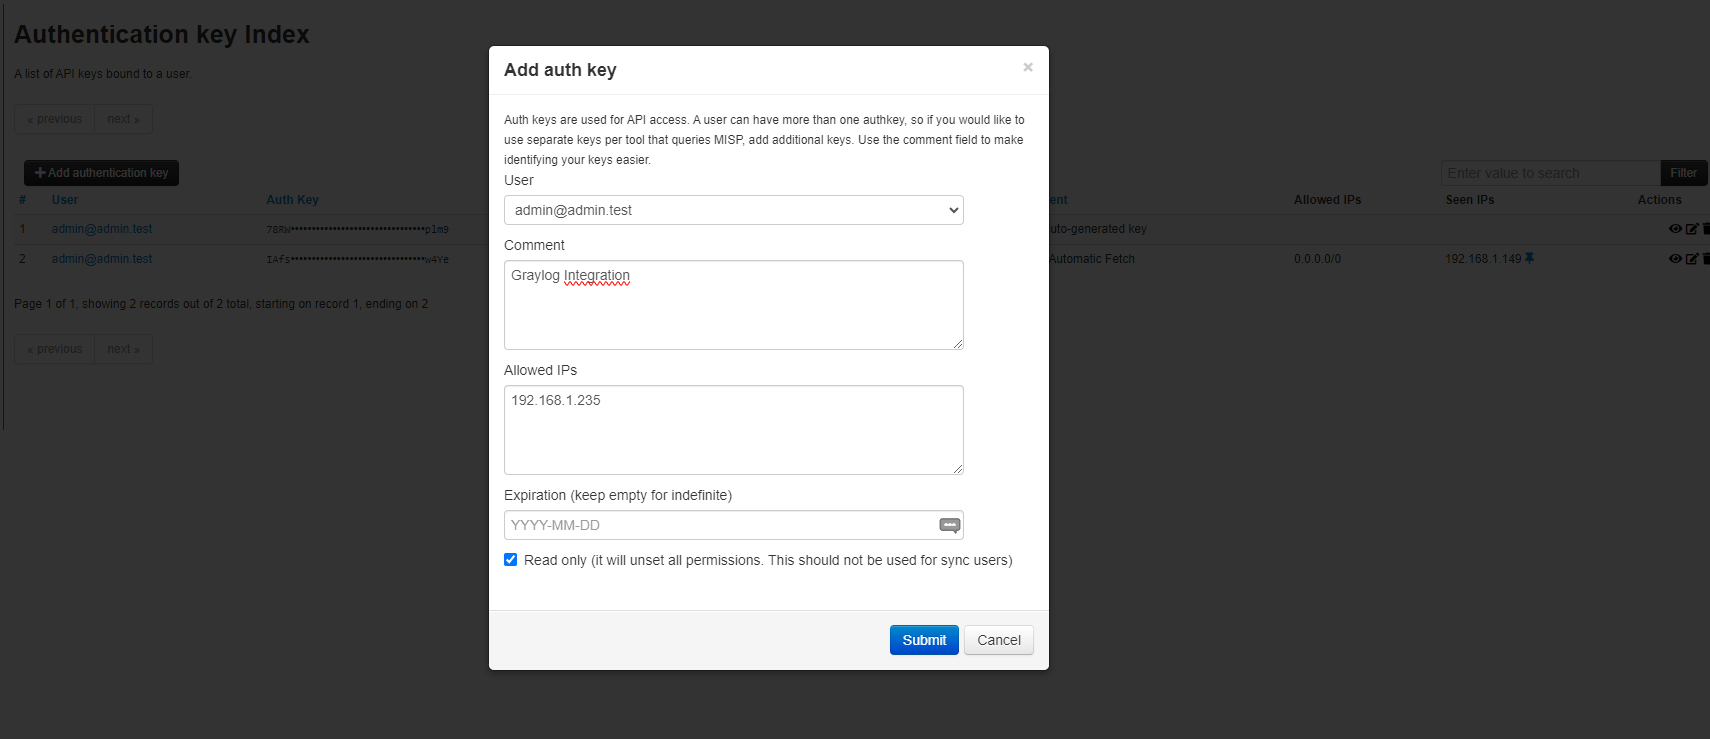 Authentication key Index
A list of API keys bound to a user.
« previous next »
+ Add authentication key
Enter value to search Filter
# User Auth Key ent Allowed IPs Seen IPs Actions
1 admin@admin.test 78RW••••••••••••••••••••••••••••••••plm9 uto-generated key
2 admin@admin.test IAfs••••••••••••••••••••••••••••••••w4Ye Automatic Fetch 0.0.0.0/0 192.168.1.149
Page 1 of 1, showing 2 records out of 2 total, starting on record 1, ending on 2
« previous next »
Add auth key ×
Auth keys are used for API access. A user can have more than one authkey, so if you would like to
use separate keys per tool that queries MISP, add additional keys. Use the comment field to make
identifying your keys easier.
User
admin@admin.test
Comment
Graylog Integration
Allowed IPs
192.168.1.235
Expiration (keep empty for indefinite)
YYYY-MM-DD
Read only (it will unset all permissions. This should not be used for sync users)
Submit Cancel